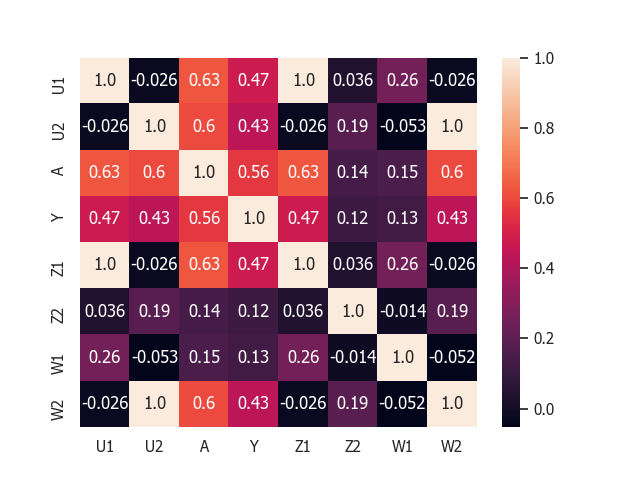 U1 1.0 -0.026 0.63 0.47 1.0 0.036 0.26 -0.026
U2 -0.026 1.0 0.6 0.43 -0.026 0.19 -0.053 1.0
A 0.63 0.6 1.0 0.56 0.63 0.14 0.15 0.6
Y 0.47 0.43 0.56 1.0 0.47 0.12 0.13 0.43
Z1 1.0 -0.026 0.63 0.47 1.0 0.036 0.26 -0.026
Z2 0.036 0.19 0.14 0.12 0.036 1.0 -0.014 0.19
W1 0.26 -0.053 0.15 0.13 0.26 -0.014 1.0 -0.052
W2 -0.026 1.0 0.6 0.43 -0.026 0.19 -0.052 1.0
U1 U2 A Y Z1 Z2 W1 W2
1.0
0.8
0.6
0.4
0.2
0.0